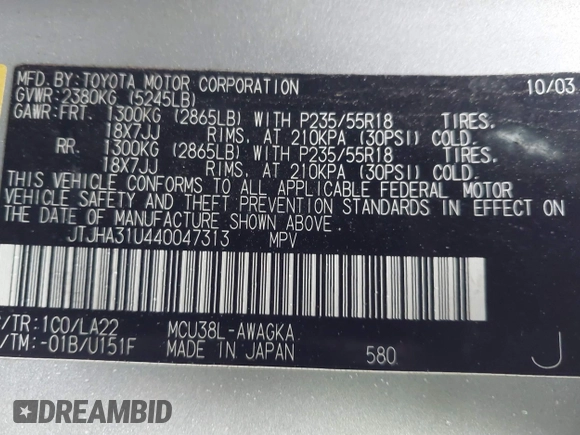 MFD. BY: TOYOTA MOTOR CORPORATION 10/03
GVWR: 2380KG (5245LB)
GAWR: FRT. 1300KG (2865LB) WITH P235/55R18 TIRES,
18X7JJ RIMS, AT 210KPA (30PSI) COLD.
RR. 1300KG (2865LB) WITH P235/55R18 TIRES,
18X7JJ RIMS, AT 210KPA (30PSI) COLD.
THIS VEHICLE CONFORMS TO ALL APPLICABLE FEDERAL MOTOR
VEHICLE SAFETY AND THEFT PREVENTION STANDARDS IN EFFECT ON
THE DATE OF MANUFACTURE SHOWN ABOVE.
JTJHA31U440047313 MPV
/TR: 1C0/LA22 MCU38L-AWAGKA
/TM: -01B/U151F MADE IN JAPAN 580 J
DREAMBID